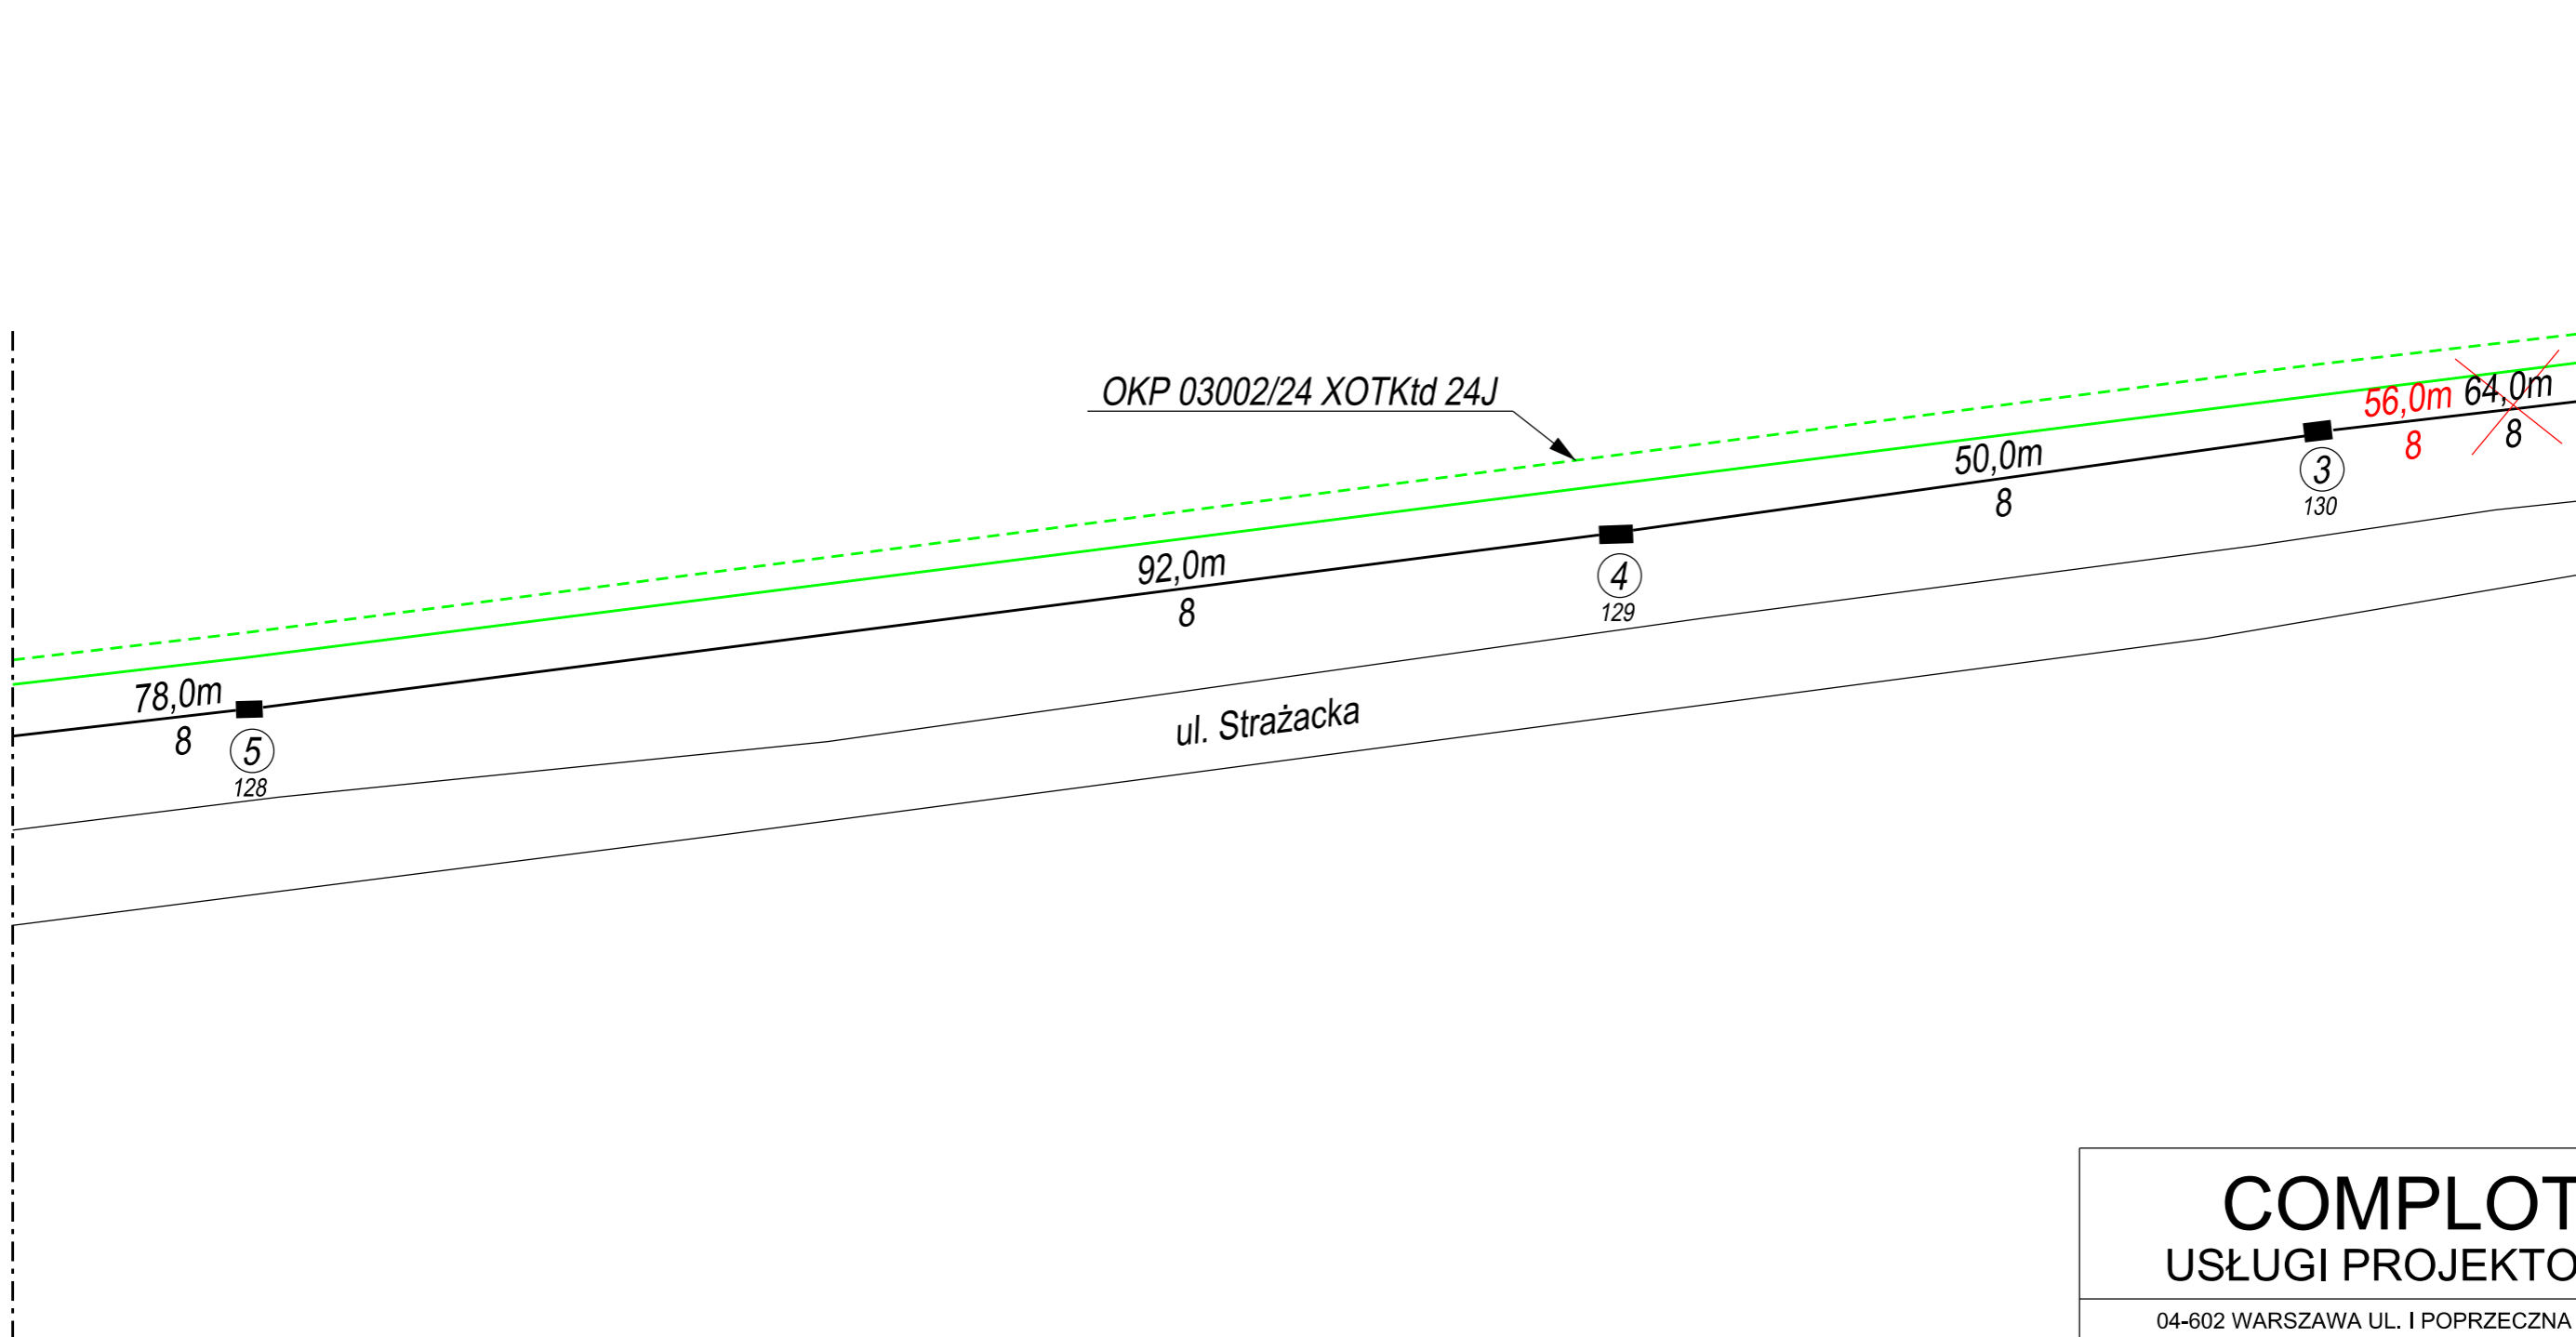 OKP 03002/24 XOTKtd 24J
56,0m
8
64,0m
8
50,0m
8
3
130
92,0m
8
4
129
78,0m
8
5
128
ul. Strażacka
COMPLOT
USŁUGI PROJEKTO
04-602 WARSZAWA UL. I POPRZECZNA